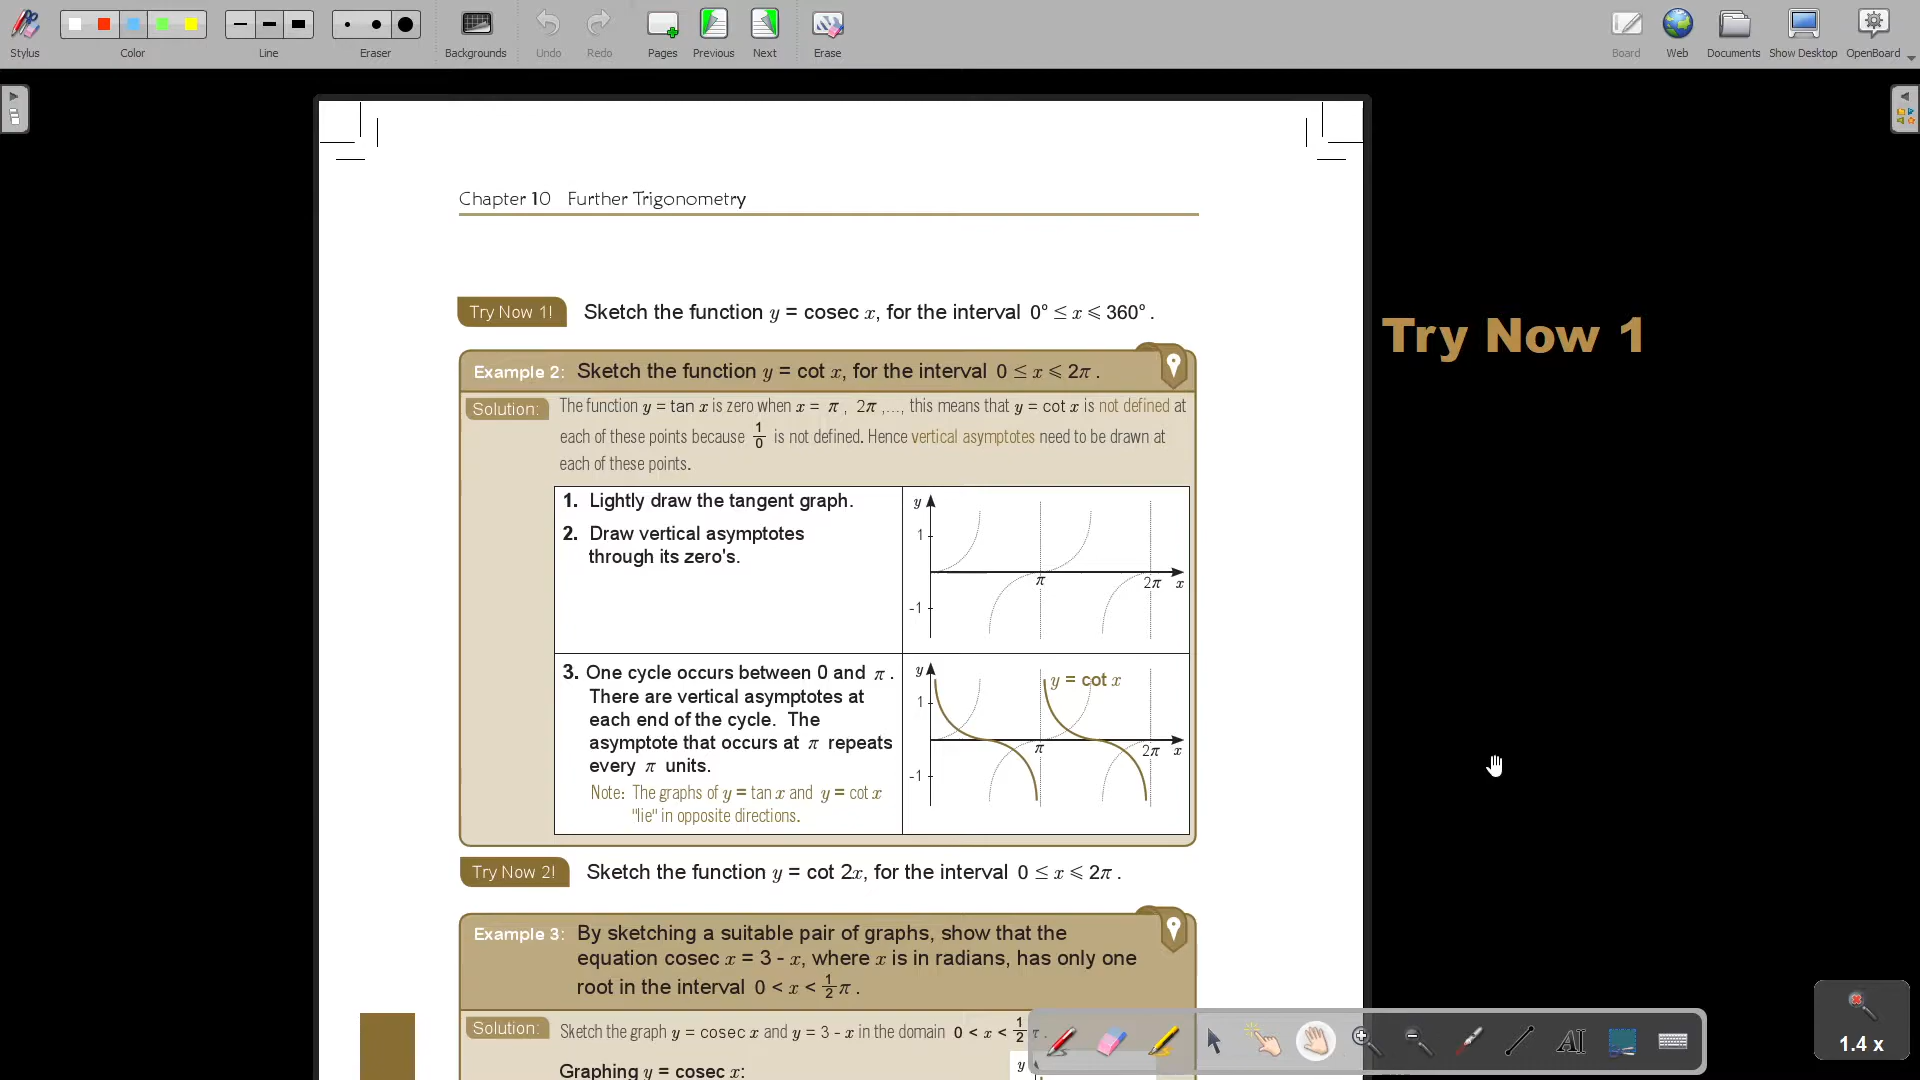 Stylus
Color
Line
Eraser
Backgrounds
Undo
Redo
Pages
Previous
Next
Erase
Board
Web
Documents
Show Desktop
OpenBoard
Chapter 10 Further Trigonometry
Try Now 1! Sketch the function y = cosec x, for the interval 0° ≤ x ⩽ 360° .
Try Now 1
Example 2: Sketch the function y = cot x, for the interval 0 ≤ x ⩽ 2π .
Solution: The function y = tan x is zero when x = π , 2π ,..., this means that y = cot x is not defined at
each of these points because 1/0 is not defined. Hence vertical asymptotes need to be drawn at
each of these points.
1. Lightly draw the tangent graph.
2. Draw vertical asymptotes
through its zero's.
y
1
π
2π
x
-1
3. One cycle occurs between 0 and π .
There are vertical asymptotes at
each end of the cycle. The
asymptote that occurs at π repeats
every π units.
Note: The graphs of y = tan x and y = cot x
"lie" in opposite directions.
y
y = cot x
1
π
2π
x
-1
Try Now 2! Sketch the function y = cot 2x, for the interval 0 ≤ x ⩽ 2π .
Example 3: By sketching a suitable pair of graphs, show that the
equation cosec x = 3 - x, where x is in radians, has only one
root in the interval 0 < x < 1/2 π .
Solution: Sketch the graph y = cosec x and y = 3 - x in the domain 0 < x < 1/2 π .
Graphing y = cosec x:
y
AI
1.4 x